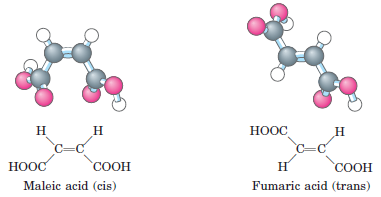 H H
C=C
HOOC COOH
Maleic acid (cis)
HOOC H
C=C
H COOH
Fumaric acid (trans)